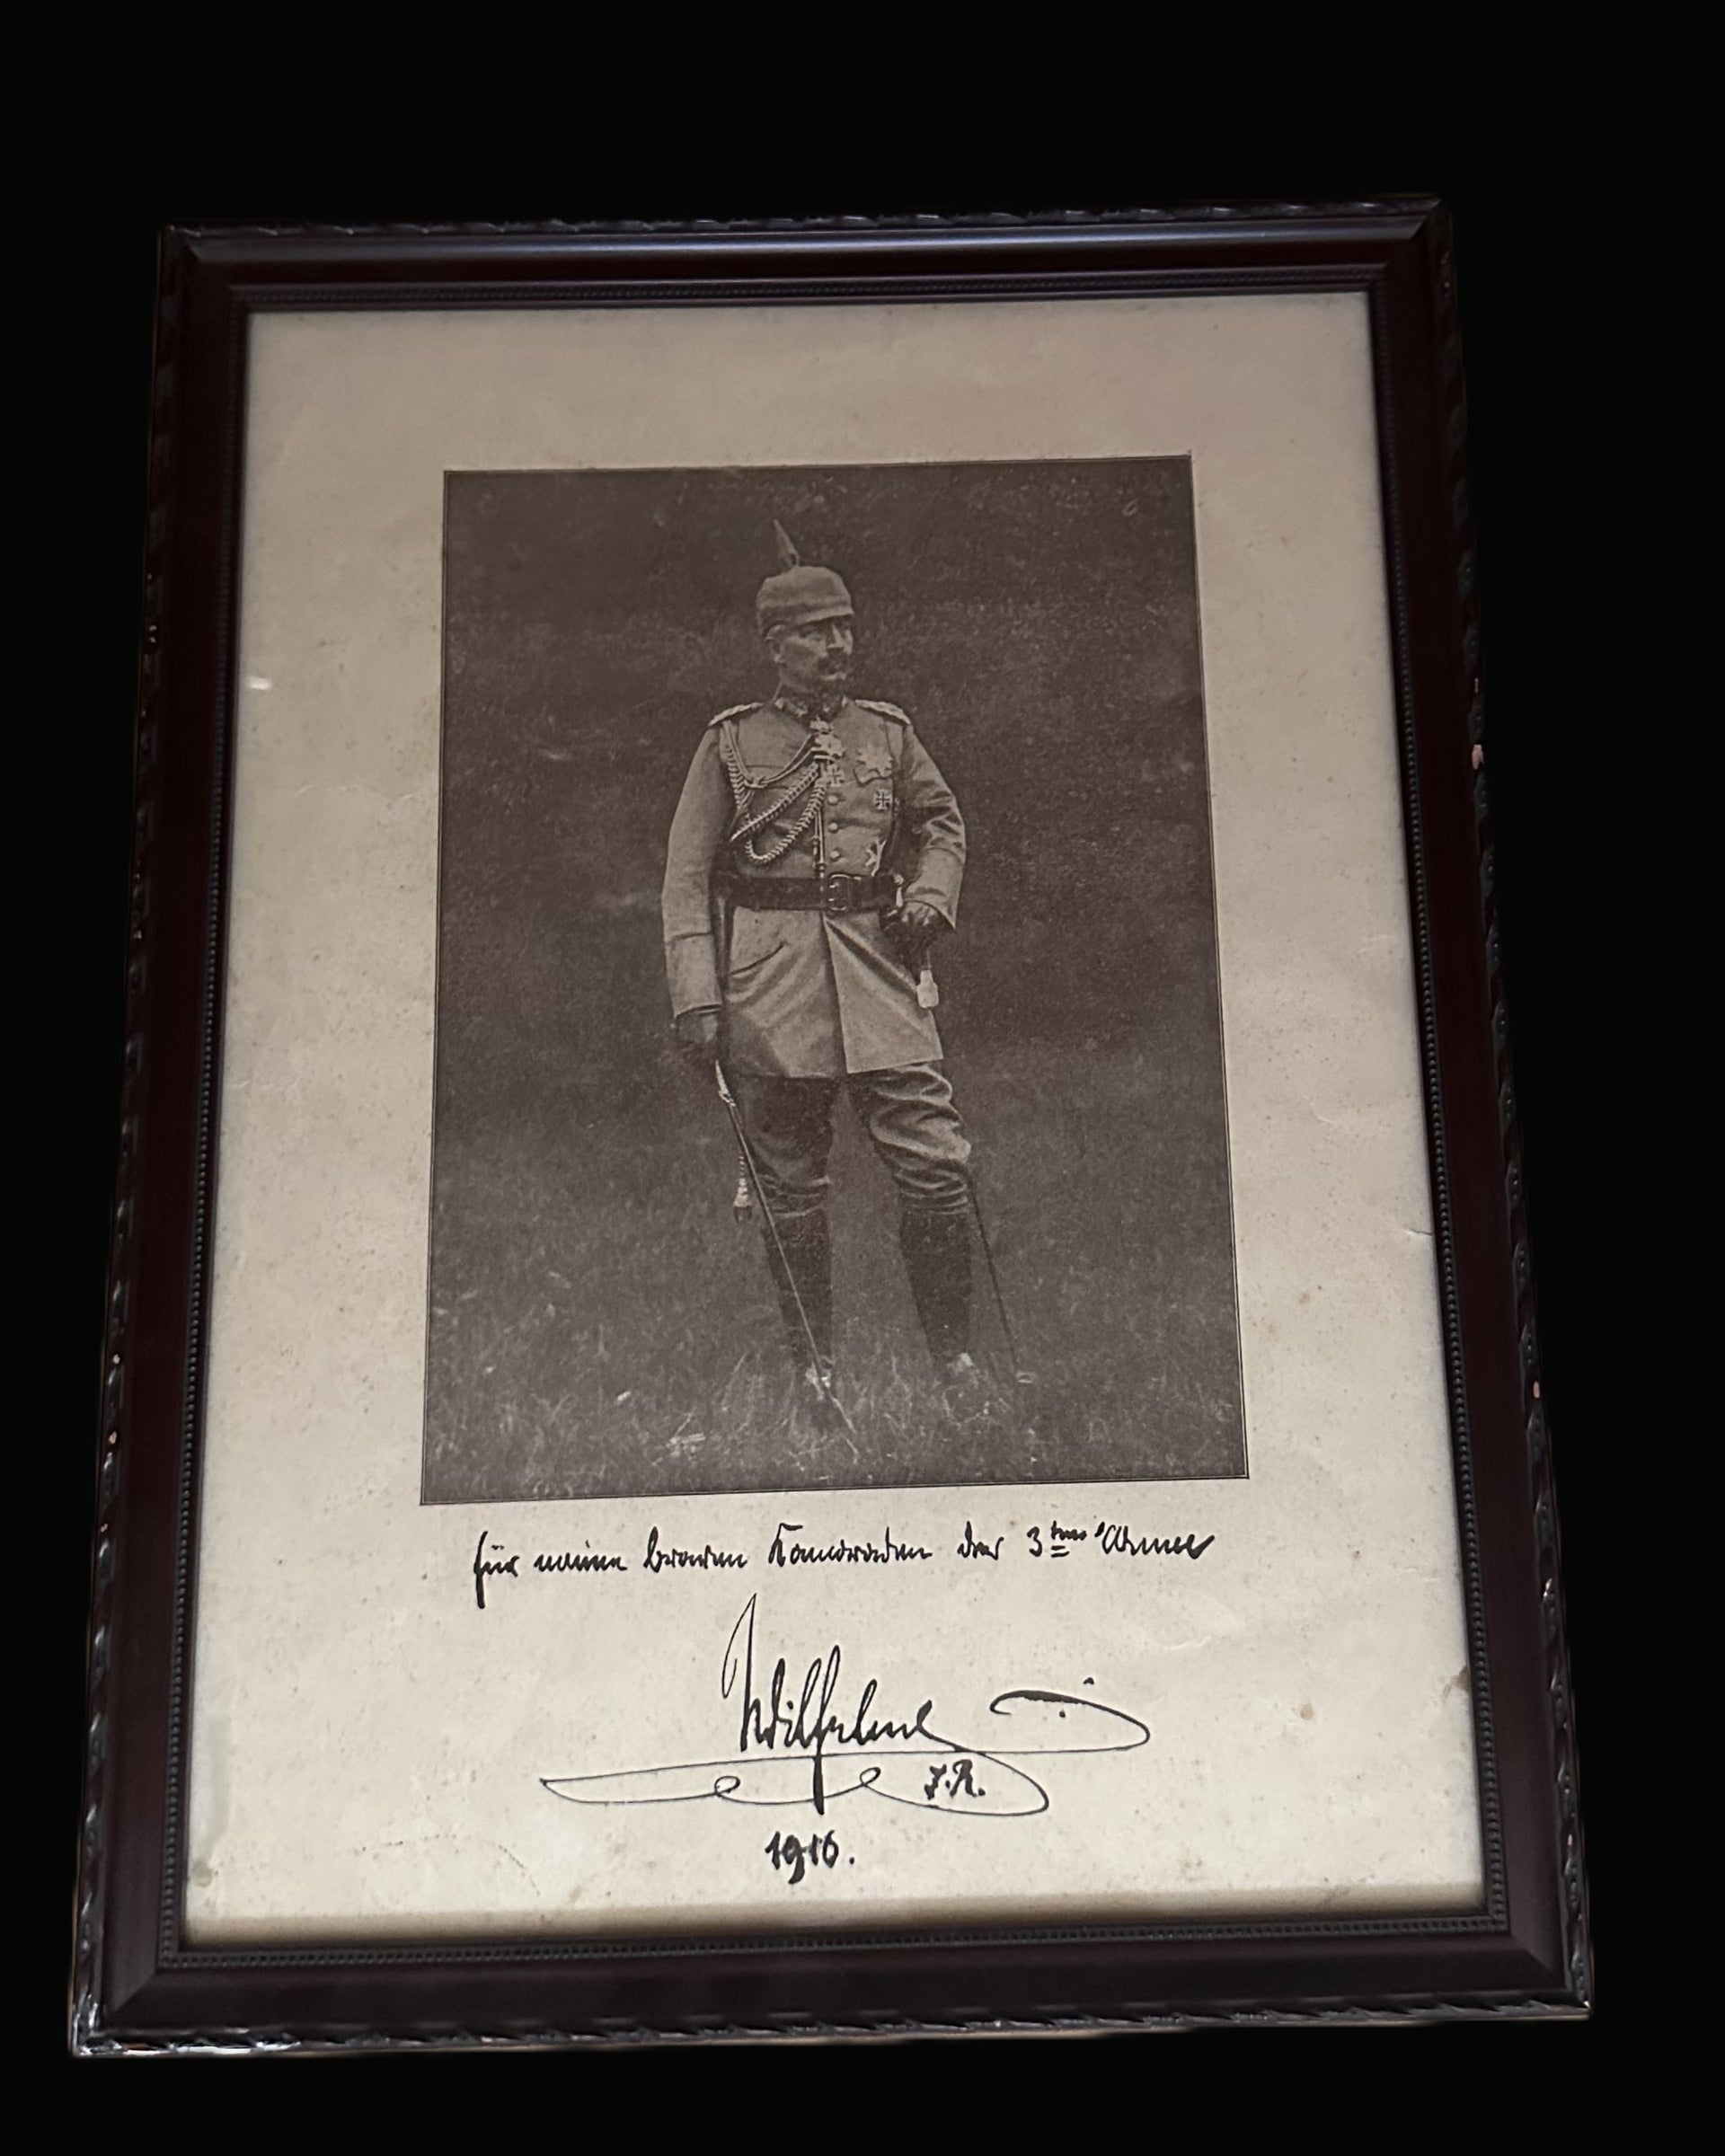 für meine braven Kameraden der 3ten Armee
Wilhelm
I.R.
1916.